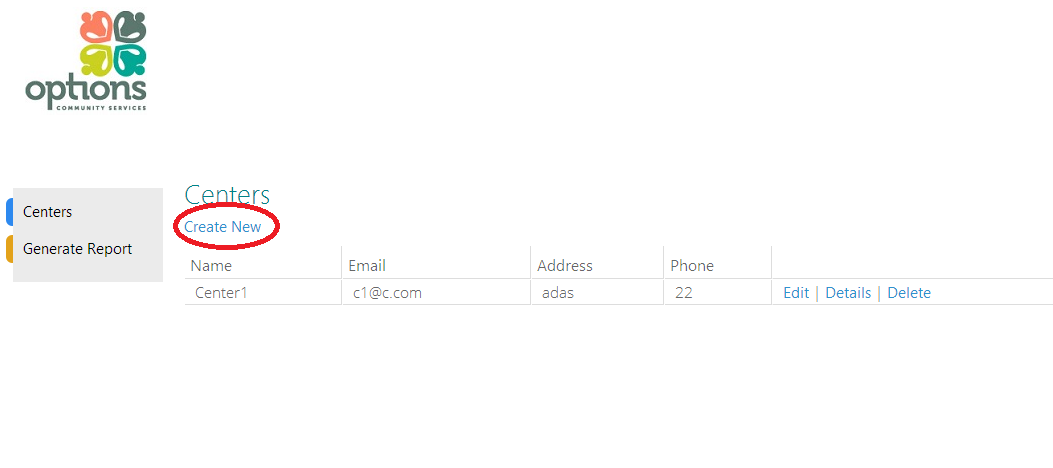 options
COMMUNITY SERVICES
Centers
Generate Report
Centers
Create New
Name Email Address Phone
Center1 c1@c.com adas 22 Edit | Details | Delete